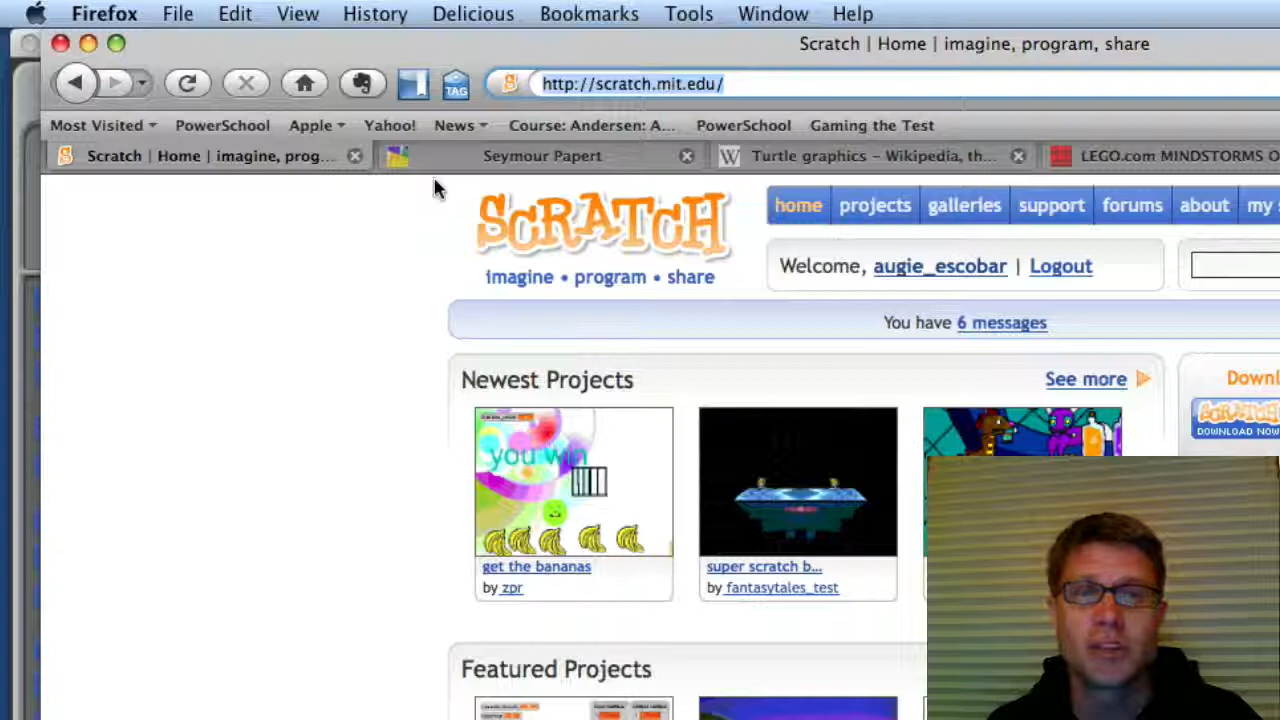 Firefox File Edit View History Delicious Bookmarks Tools Window Help
Scratch | Home | imagine, program, share
TAG
http://scratch.mit.edu/
Most Visited PowerSchool Apple Yahoo! News Course: Andersen: A... PowerSchool Gaming the Test
Scratch | Home | imagine, prog... Seymour Papert Turtle graphics – Wikipedia, th... LEGO.com MINDSTORMS O
SCRATCH
imagine • program • share
home projects galleries support forums about my s
Welcome, augie_escobar | Logout
You have 6 messages
Newest Projects See more
Downl
SCRATCH
DOWNLOAD NOW
you win
get the bananas
by zpr
super scratch b...
by fantasytales_test
Featured Projects